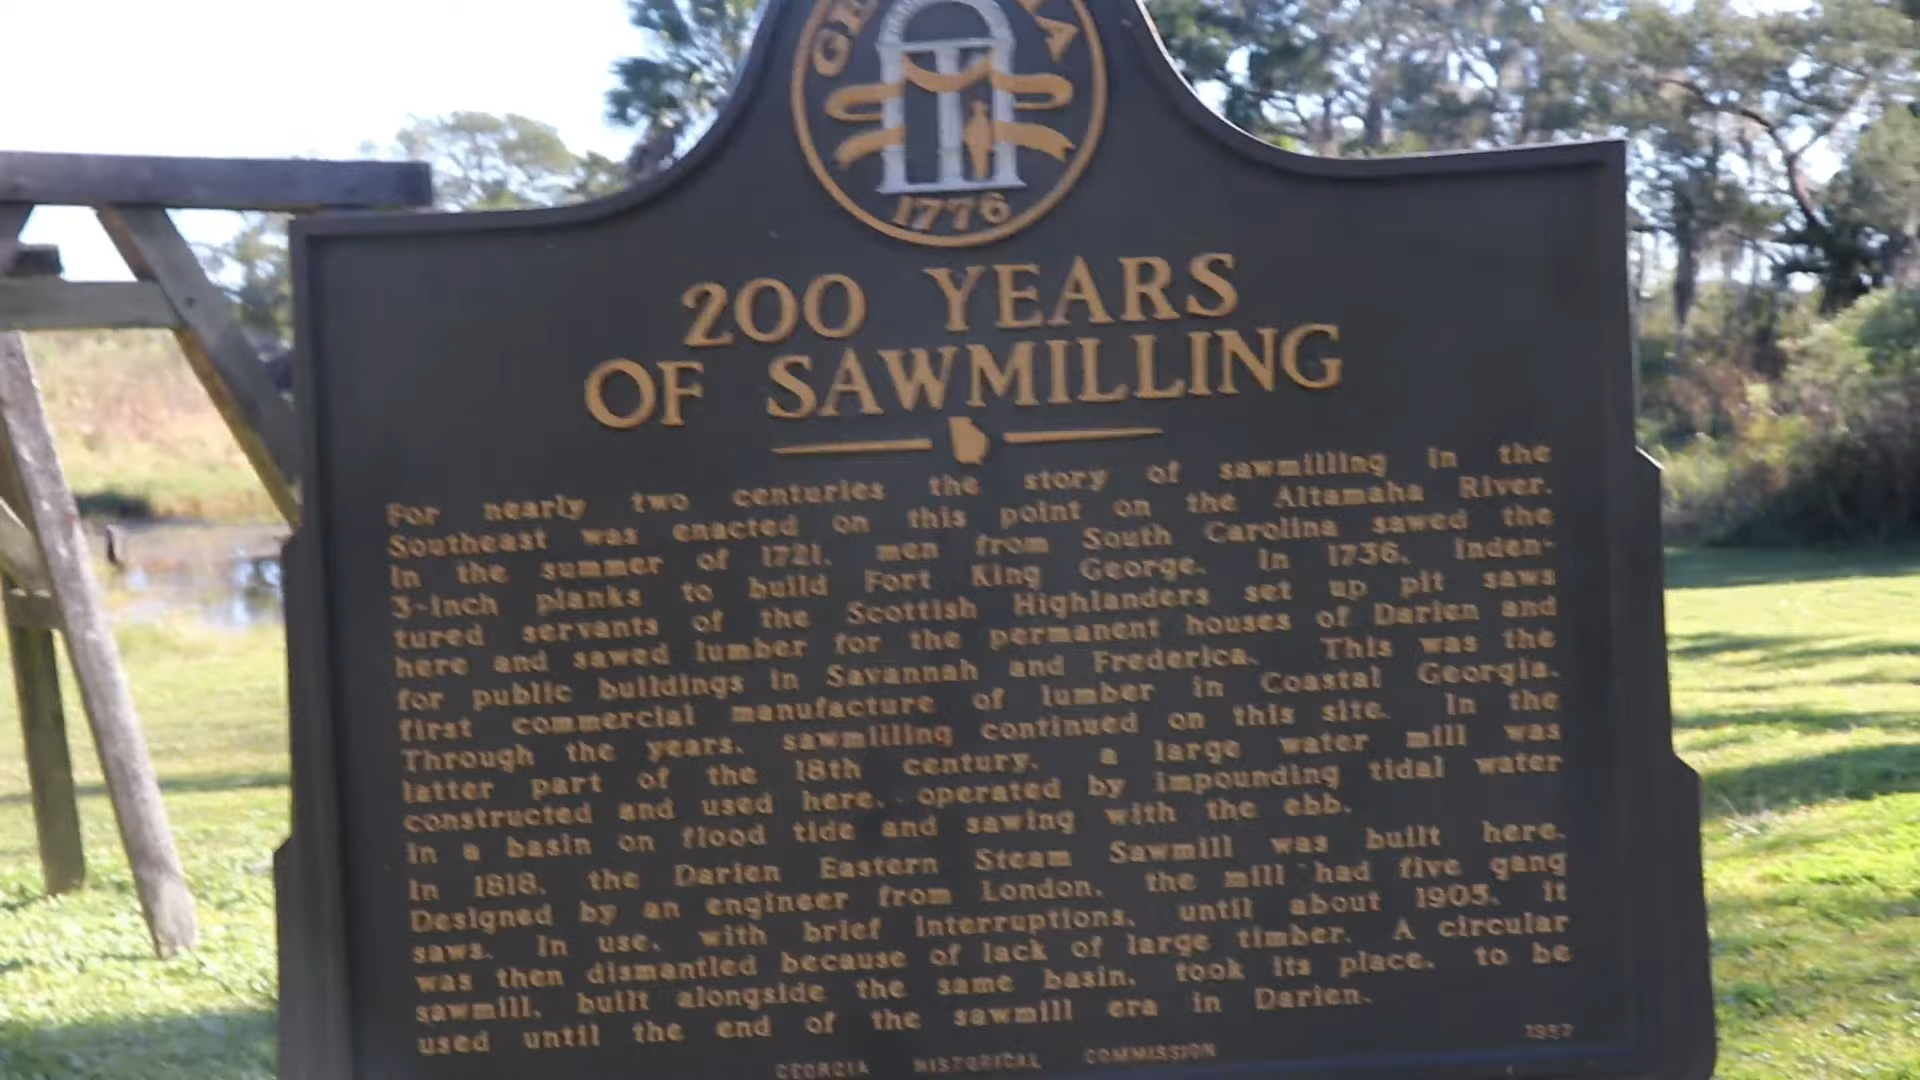 1776
200 YEARS
OF SAWMILLING
For nearly two centuries the story of sawmilling in the
Southeast was enacted on this point on the Altamaha River.
In the summer of 1721, men from South Carolina sawed the
3-inch planks to build Fort King George. In 1736, inden-
tured servants of the Scottish Highlanders set up pit saws
here and sawed lumber for the permanent houses of Darien and
for public buildings in Savannah and Frederica. This was the
first commercial manufacture of lumber in Coastal Georgia.
Through the years, sawmilling continued on this site. In the
latter part of the 18th century, a large water mill was
constructed and used here, operated by impounding tidal water
in a basin on flood tide and sawing with the ebb.
In 1818, the Darien Eastern Steam Sawmill was built here.
Designed by an engineer from London, the mill had five gang
saws. In use, with brief interruptions, until about 1905, it
was then dismantled because of lack of large timber. A circular
sawmill, built alongside the same basin, took its place, to be
used until the end of the sawmill era in Darien.
GEORGIA HISTORICAL COMMISSION